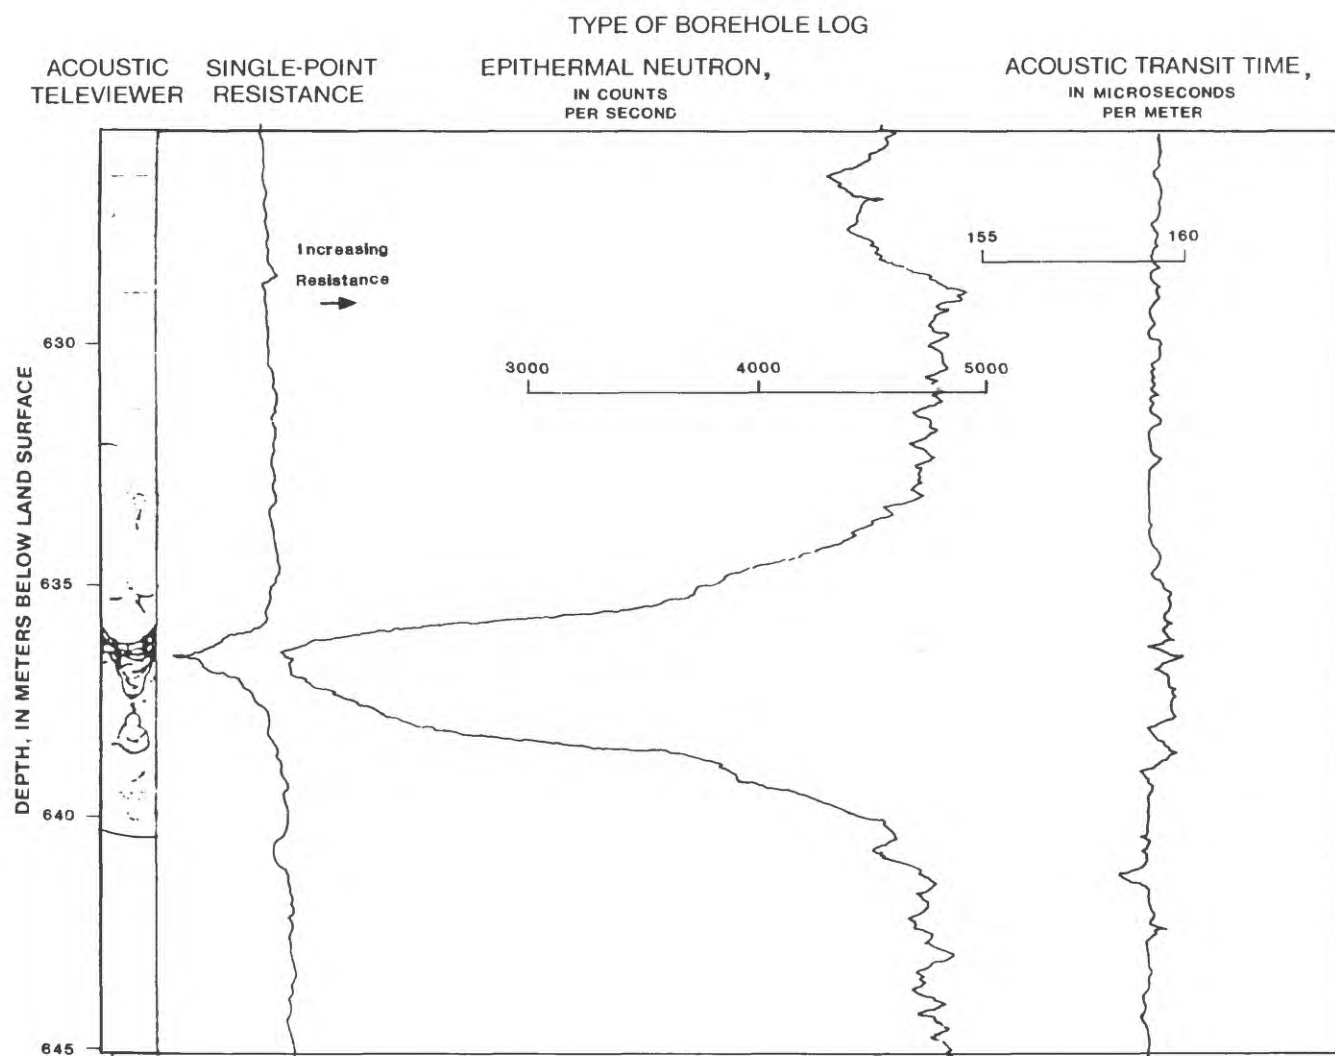 TYPE OF BOREHOLE LOG
ACOUSTIC TELEVIEWER
SINGLE-POINT RESISTANCE
EPITHERMAL NEUTRON,
IN COUNTS
PER SECOND
ACOUSTIC TRANSIT TIME,
IN MICROSECONDS
PER METER
Increasing
Resistance
155 160
3000 4000 5000
DEPTH, IN METERS BELOW LAND SURFACE
630
635
640
645